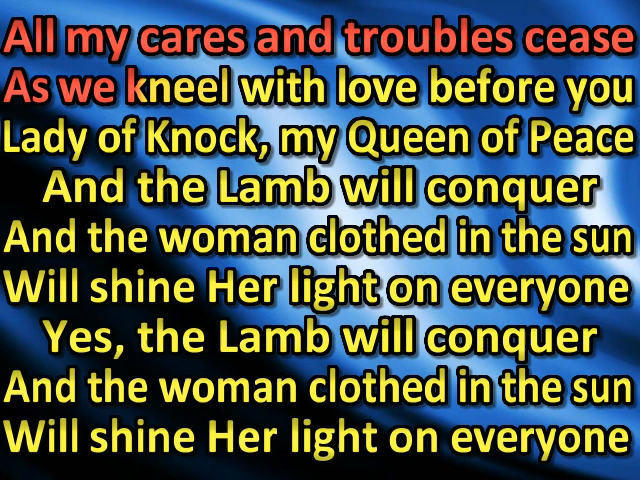 All my cares and troubles cease
As we kneel with love before you
Lady of Knock, my Queen of Peace
And the Lamb will conquer
And the woman clothed in the sun
Will shine Her light on everyone
Yes, the Lamb will conquer
And the woman clothed in the sun
Will shine Her light on everyone